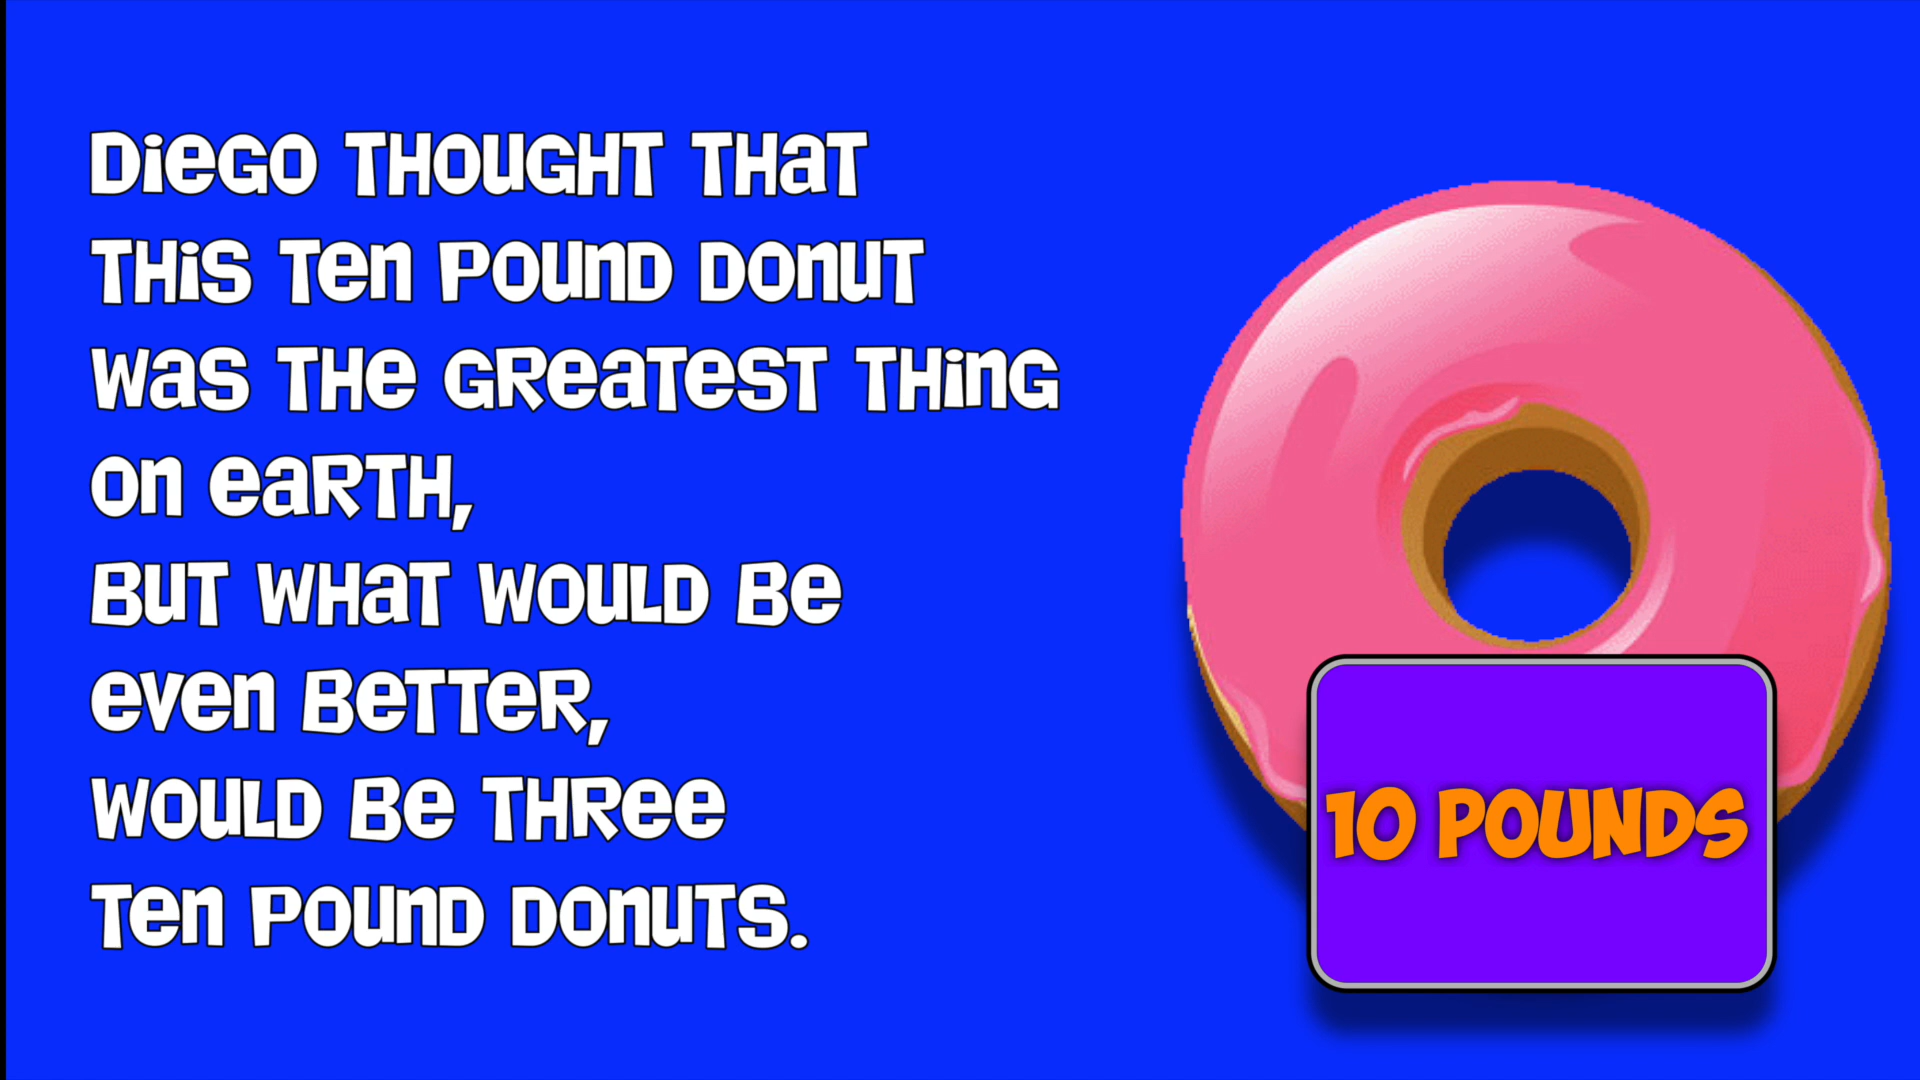 Diego thought that
this ten pound donut
was the greatest thing
on earth,
but what would be
even better,
would be three
ten pound donuts.
10 POUNDS